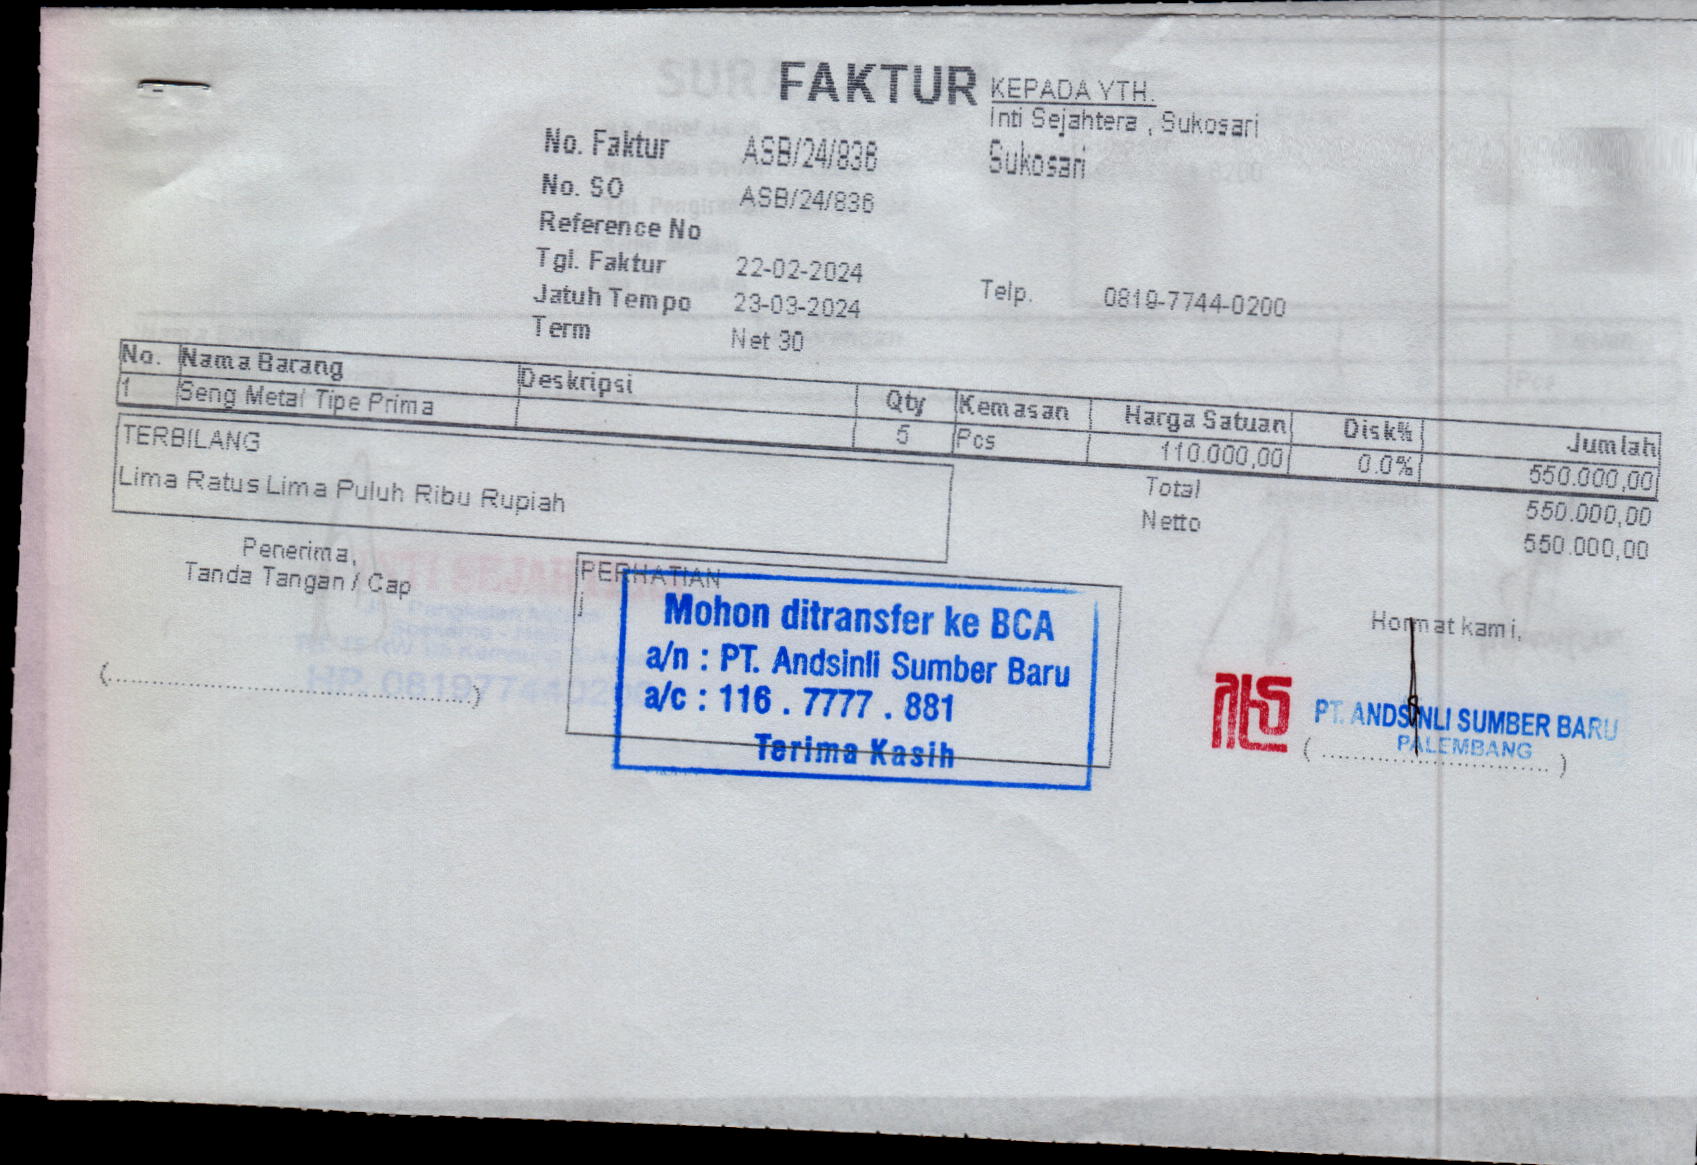 FAKTUR
KEPADA YTH.
Inti Sejahtera , Sukosari
Sukosari
No. Faktur ASB/24/836
No. SO ASB/24/836
Reference No
Tgl. Faktur 22-02-2024
Jatuh Tempo 23-03-2024
Term Net 30
Telp. 0819-7744-0200
No. Nama Barang Deskripsi Qty Kemasan Harga Satuan Disk% Jumlah
1 Seng Metal Tipe Prima 5 Pcs 110.000,00 0.0% 550.000,00
TERBILANG
Lima Ratus Lima Puluh Ribu Rupiah
Total 550.000,00
Netto 550.000,00
Penerima,
Tanda Tangan / Cap
(..........................................................)
PERHATIAN
j
Mohon ditransfer ke BCA
a/n : PT. Andsinli Sumber Baru
a/c : 116 . 7777 . 881
Terima Kasih
Hormat kami,
PT. ANDSINLI SUMBER BARU
PALEMBANG
( .................................... )
HP. 081977440200